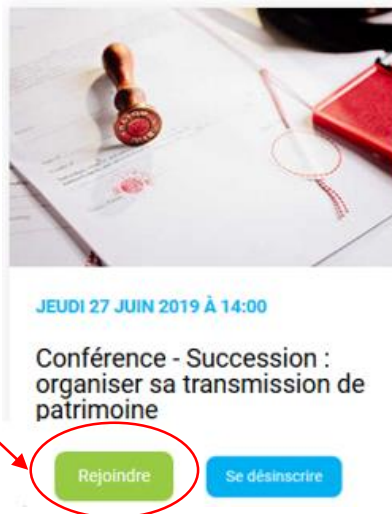 JEUDI 27 JUIN 2019 À 14:00
Conférence - Succession :
organiser sa transmission de
patrimoine
Rejoindre
Se désinscrire